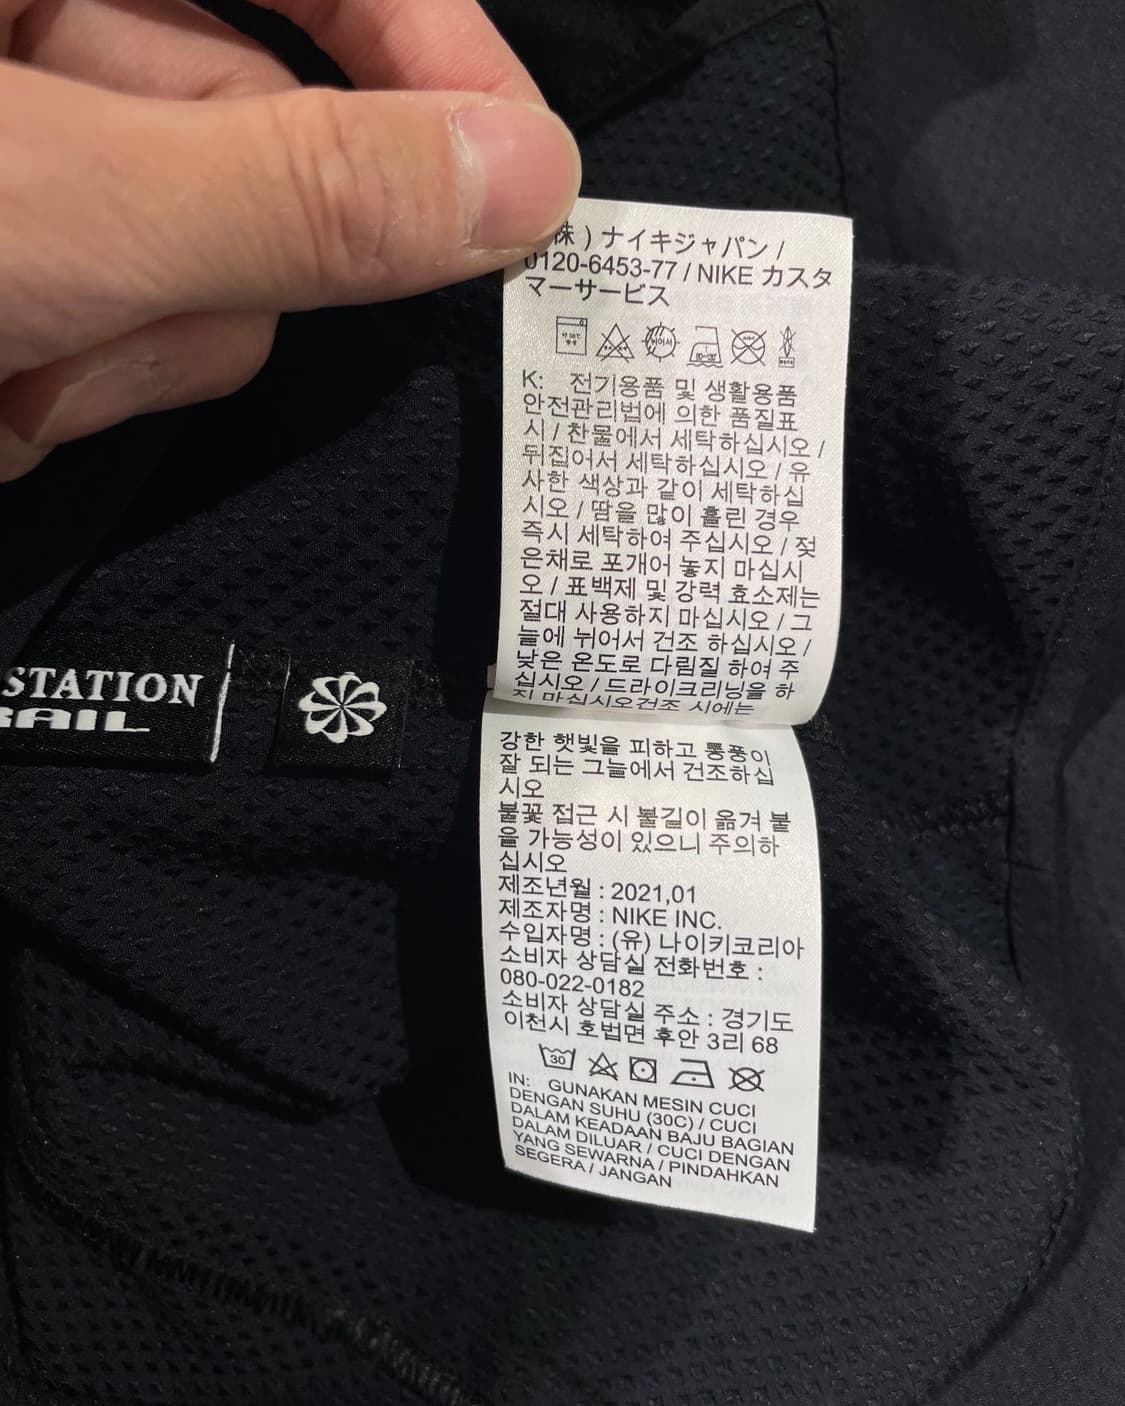 株 ) ナイキジャパン /
0120-6453-77 / NIKE カスタ
マーサービス
K: 전기용품 및 생활용품
안전관리법에 의한 품질표
시 / 찬물에서 세탁하십시오 /
뒤집어서 세탁하십시오 / 유
사한 색상과 같이 세탁하십
시오 / 땀을 많이 흘린 경우
즉시 세탁하여 주십시오 / 젖
은채로 포개어 놓지 마십시
오 / 표백제 및 강력 효소제는
절대 사용하지 마십시오 / 그
늘에 뉘어서 건조 하십시오 /
낮은 온도로 다림질 하여 주
십시오 / 드라이크리닝을 하
지 마십시오건조 시에는
강한 햇빛을 피하고 통풍이
잘 되는 그늘에서 건조하십
시오
불꽃 접근 시 불길이 옮겨 붙
을 가능성이 있으니 주의하
십시오
제조년월 : 2021,01
제조자명 : NIKE INC.
수입자명 : (유) 나이키코리아
소비자 상담실 전화번호 :
080-022-0182
소비자 상담실 주소 : 경기도
이천시 호법면 후안 3리 68
30
IN: GUNAKAN MESIN CUCI
DENGAN SUHU (30C) / CUCI
DALAM KEADAAN BAJU BAGIAN
DALAM DILUAR / CUCI DENGAN
YANG SEWARNA / PINDAHKAN
SEGERA / JANGAN
STATION
RAIL